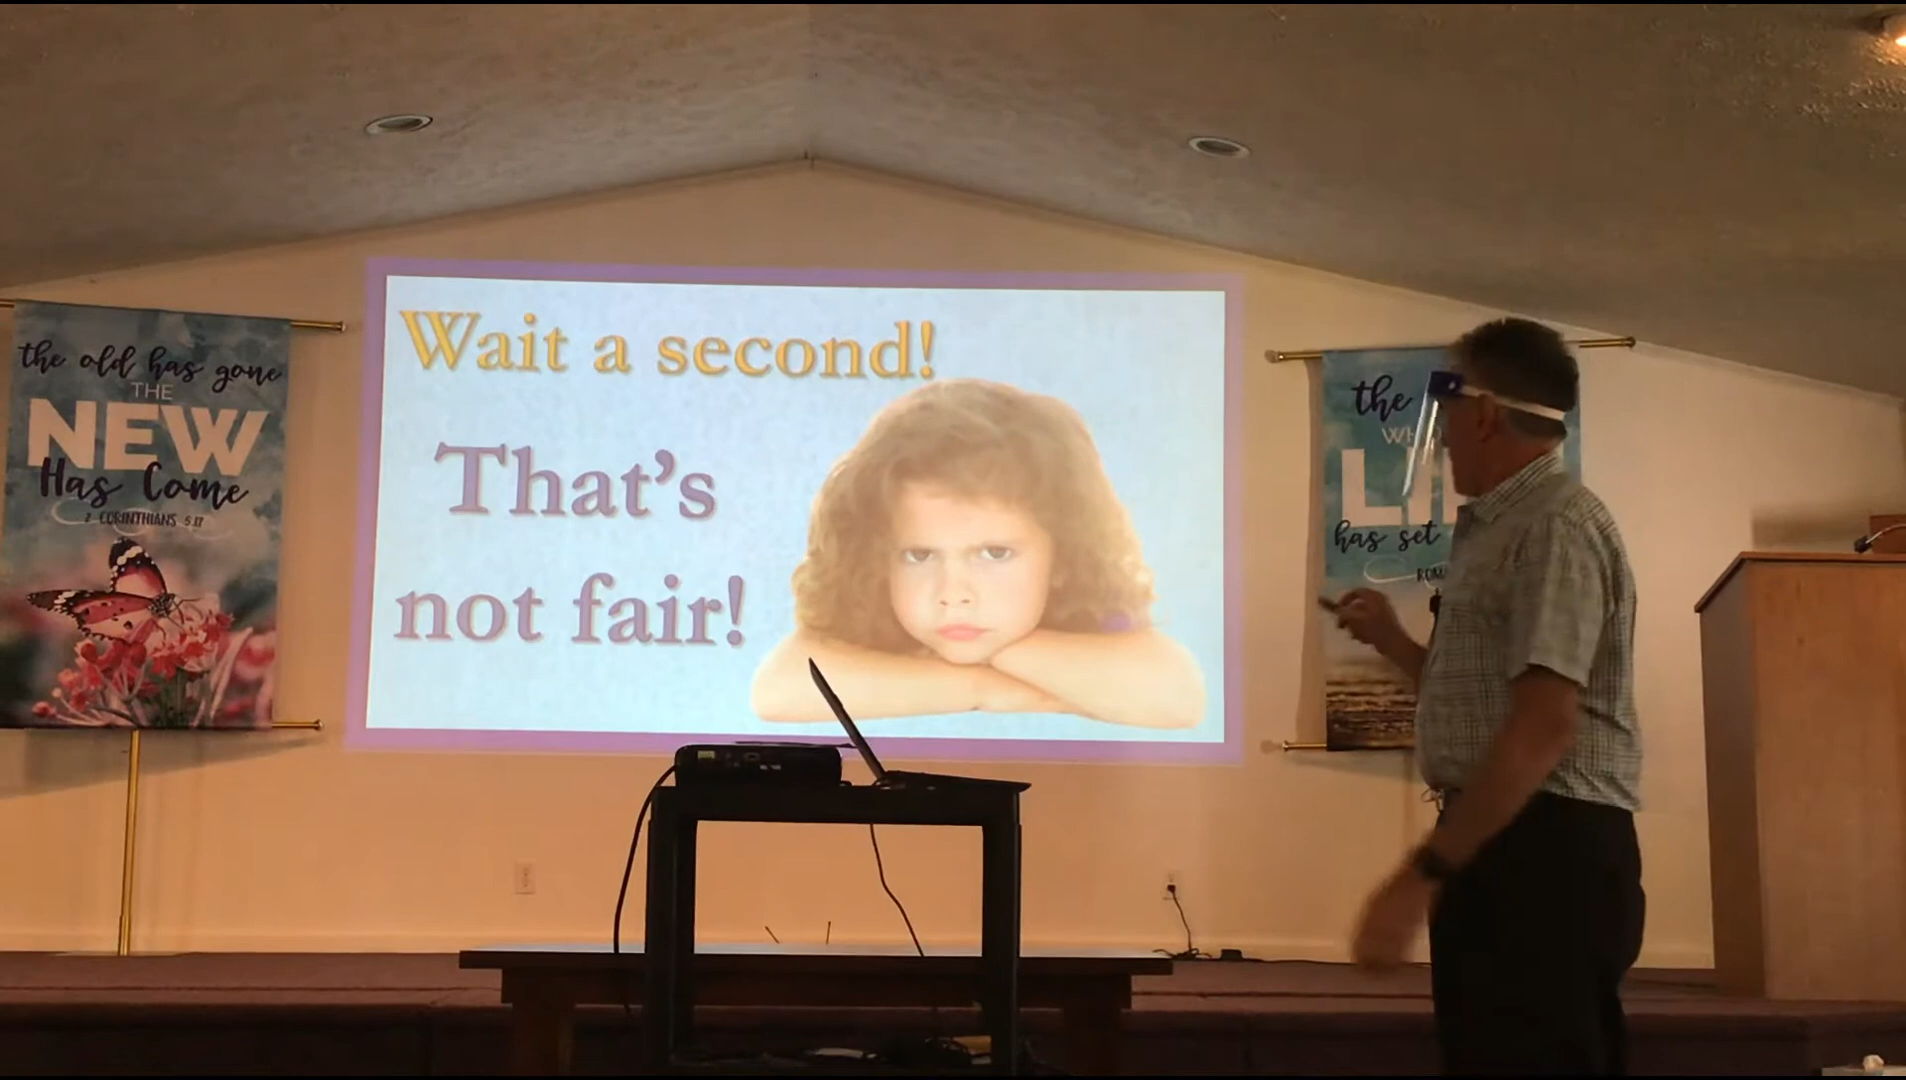 the old has gone
THE
NEW
Has Come
2 CORINTHIANS 5:17
Wait a second!
That's
not fair!
the
has set